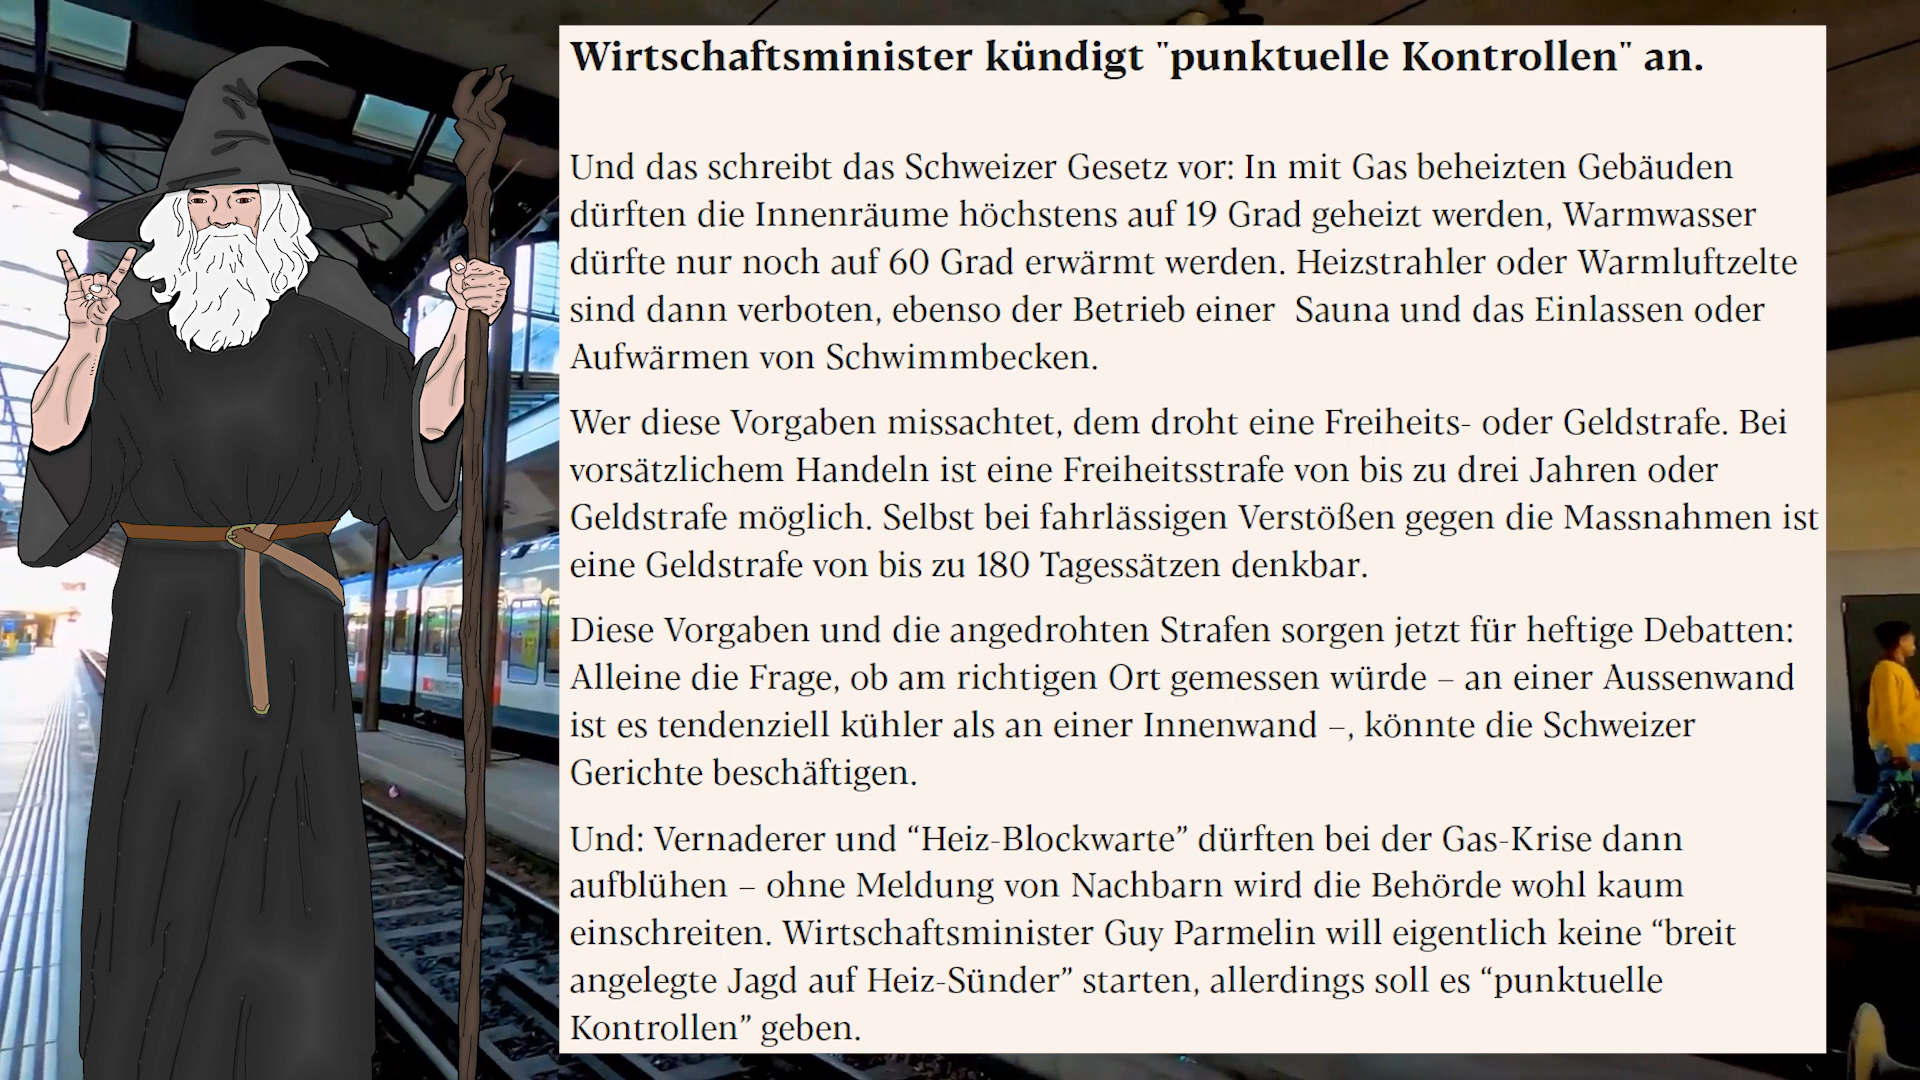 Wirtschaftsminister kündigt "punktuelle Kontrollen" an.
Und das schreibt das Schweizer Gesetz vor: In mit Gas beheizten Gebäuden
dürften die Innenräume höchstens auf 19 Grad geheizt werden, Warmwasser
dürfte nur noch auf 60 Grad erwärmt werden. Heizstrahler oder Warmluftzelte
sind dann verboten, ebenso der Betrieb einer  Sauna und das Einlassen oder
Aufwärmen von Schwimmbecken.
Wer diese Vorgaben missachtet, dem droht eine Freiheits- oder Geldstrafe. Bei
vorsätzlichem Handeln ist eine Freiheitsstrafe von bis zu drei Jahren oder
Geldstrafe möglich. Selbst bei fahrlässigen Verstößen gegen die Massnahmen ist
eine Geldstrafe von bis zu 180 Tagessätzen denkbar.
Diese Vorgaben und die angedrohten Strafen sorgen jetzt für heftige Debatten:
Alleine die Frage, ob am richtigen Ort gemessen würde – an einer Aussenwand
ist es tendenziell kühler als an einer Innenwand –, könnte die Schweizer
Gerichte beschäftigen.
Und: Vernaderer und “Heiz-Blockwarte” dürften bei der Gas-Krise dann
aufblühen – ohne Meldung von Nachbarn wird die Behörde wohl kaum
einschreiten. Wirtschaftsminister Guy Parmelin will eigentlich keine “breit
angelegte Jagd auf Heiz-Sünder” starten, allerdings soll es “punktuelle
Kontrollen” geben.